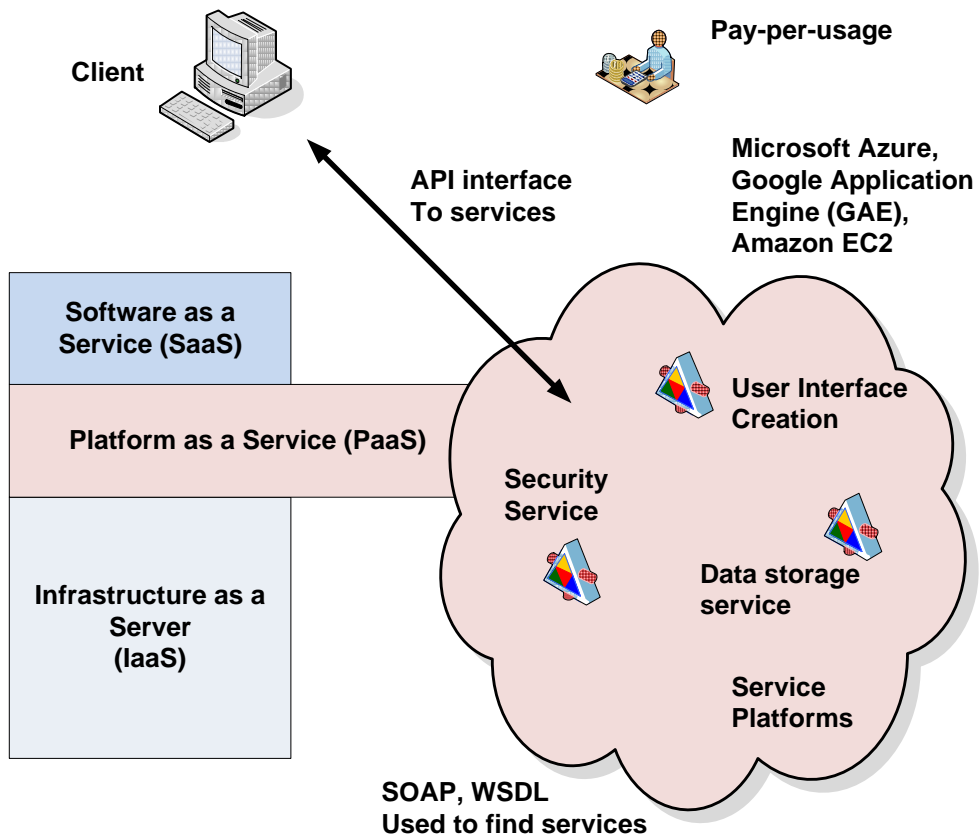 Client
Pay-per-usage
API interface
To services
Microsoft Azure,
Google Application
Engine (GAE),
Amazon EC2
Software as a
Service (SaaS)
Platform as a Service (PaaS)
Infrastructure as a
Server
(IaaS)
User Interface
Creation
Security
Service
Data storage
service
Service
Platforms
SOAP, WSDL
Used to find services